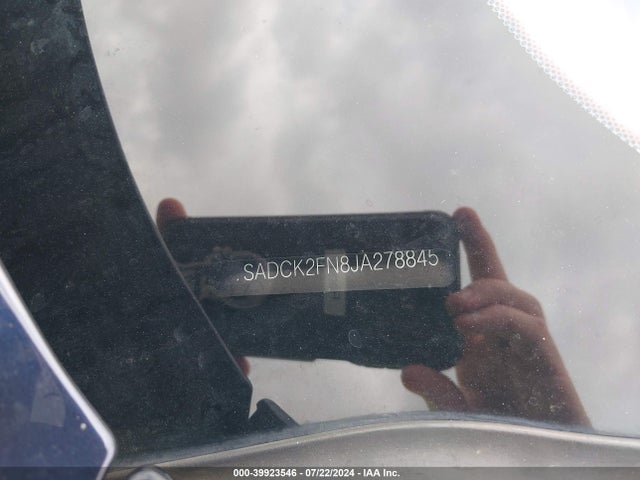 .SADCK2FN8JA278845
000-39923546 - 07/22/2024 - IAA Inc.